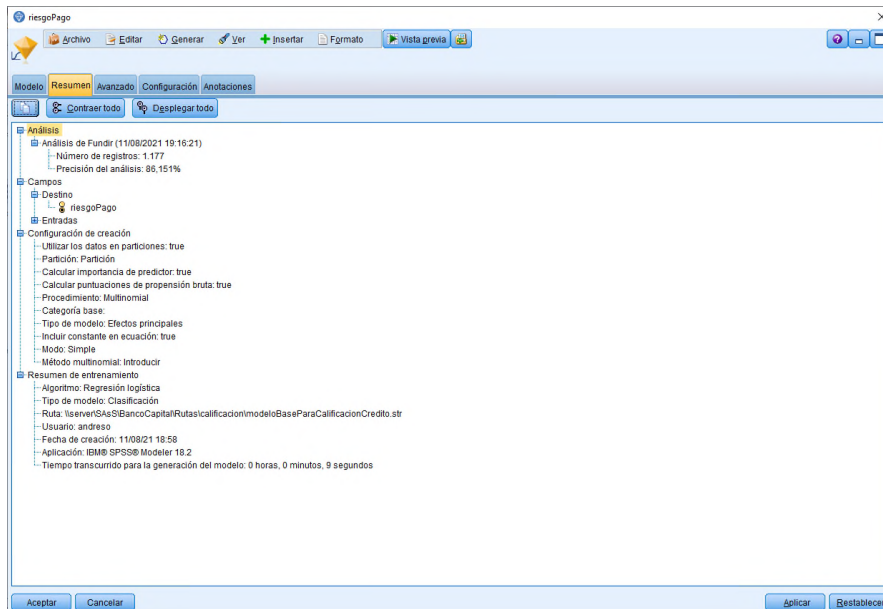 riesgoPago
Archivo Editar Generar Ver Insertar Formato Vista previa
Modelo Resumen Avanzado Configuración Anotaciones
Contraer todo Desplegar todo
Análisis
Análisis de Fundir (11/08/2021 19:16:21)
Número de registros: 1.177
Precisión del análisis: 86,151%
Campos
Destino
riesgoPago
Entradas
Configuración de creación
Utilizar los datos en particiones: true
Partición: Partición
Calcular importancia de predictor: true
Calcular puntuaciones de propensión bruta: true
Procedimiento: Multinomial
Categoría base:
Tipo de modelo: Efectos principales
Incluir constante en ecuación: true
Modo: Simple
Método multinomial: Introducir
Resumen de entrenamiento
Algoritmo: Regresión logística
Tipo de modelo: Clasificación
Ruta: \\server\SAsS\BancoCapital\Rutas\calificacion\modeloBaseParaCalificacionCredito.str
Usuario: andreso
Fecha de creación: 11/08/21 18:58
Aplicación: IBM® SPSS® Modeler 18.2
Tiempo transcurrido para la generación del modelo: 0 horas, 0 minutos, 9 segundos
Aceptar Cancelar Aplicar Restablecer